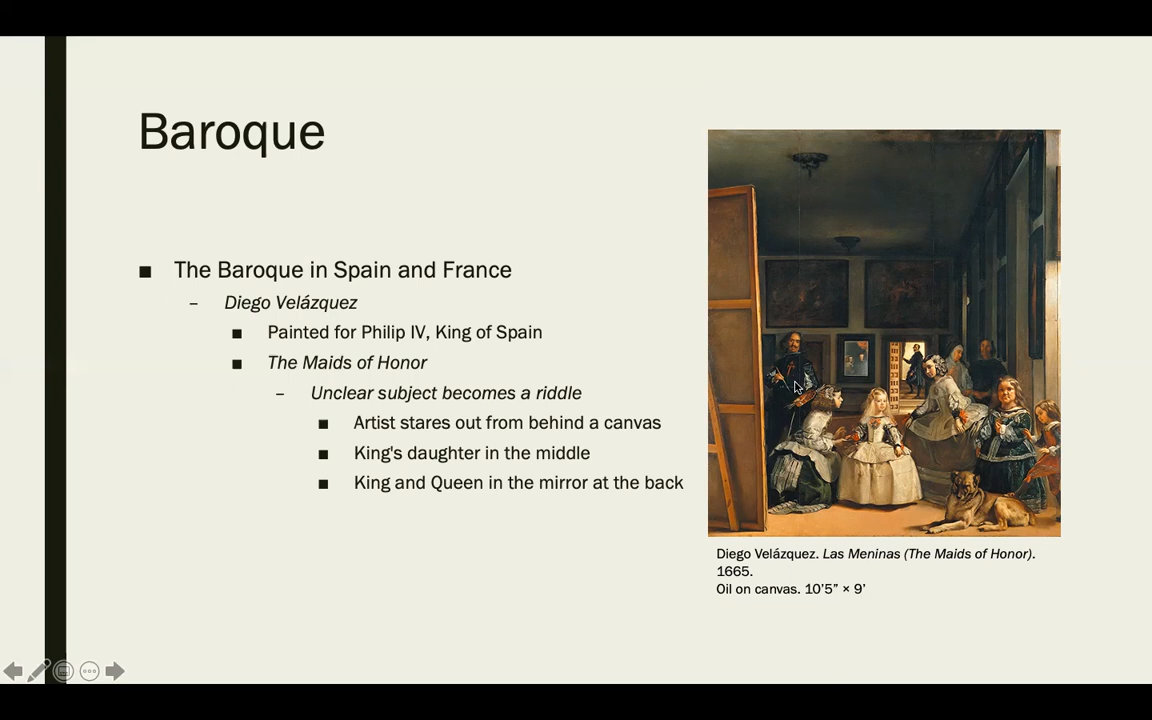 Baroque
■ The Baroque in Spain and France
– Diego Velázquez
■ Painted for Philip IV, King of Spain
■ The Maids of Honor
– Unclear subject becomes a riddle
■ Artist stares out from behind a canvas
■ King's daughter in the middle
■ King and Queen in the mirror at the back
Diego Velázquez. Las Meninas (The Maids of Honor).
1665.
Oil on canvas. 10’5” × 9’